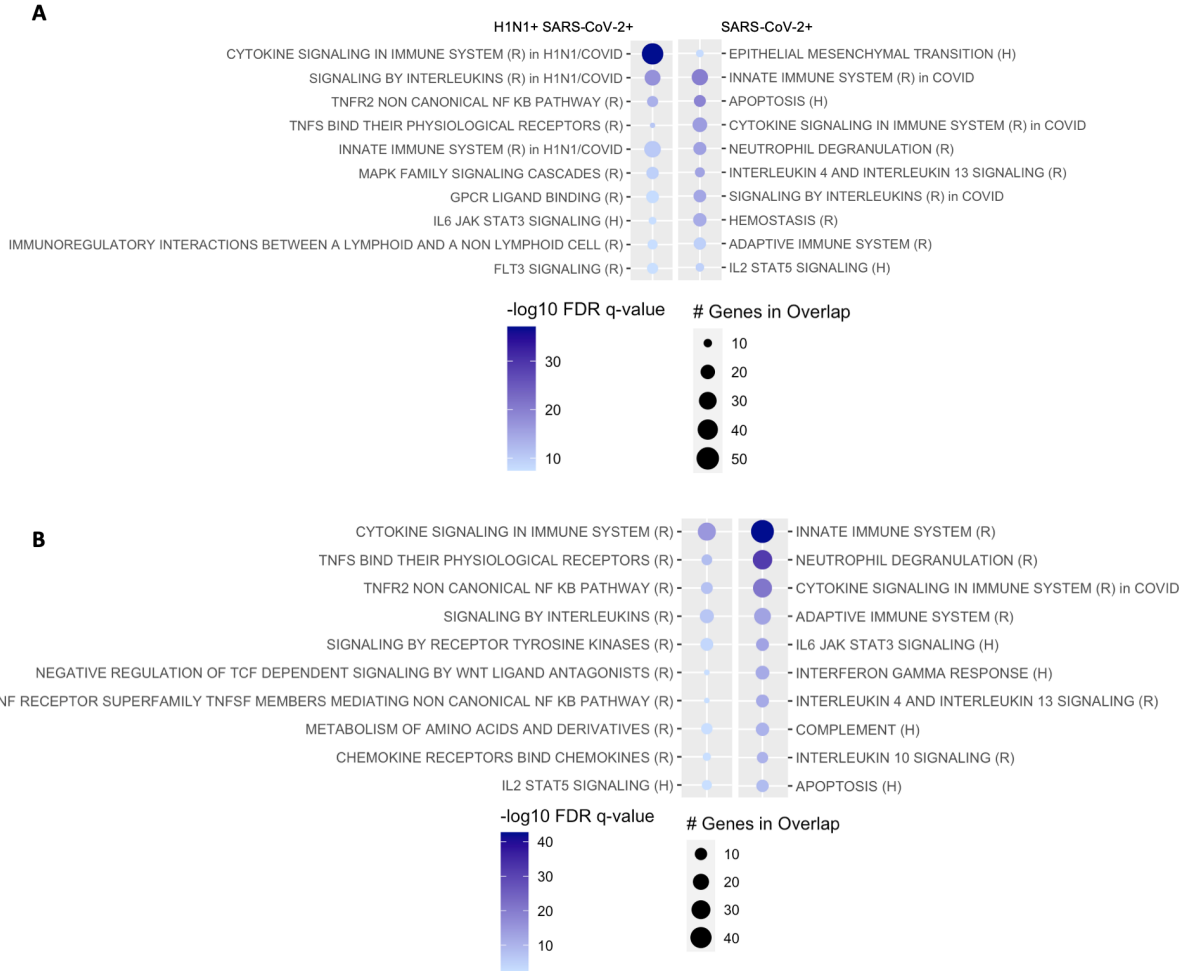 A
H1N1+ SARS-CoV-2+
SARS-CoV-2+
CYTOKINE SIGNALING IN IMMUNE SYSTEM (R) in H1N1/COVID
SIGNALING BY INTERLEUKINS (R) in H1N1/COVID
TNFR2 NON CANONICAL NF KB PATHWAY (R)
TNFS BIND THEIR PHYSIOLOGICAL RECEPTORS (R)
INNATE IMMUNE SYSTEM (R) in H1N1/COVID
MAPK FAMILY SIGNALING CASCADES (R)
GPCR LIGAND BINDING (R)
IL6 JAK STAT3 SIGNALING (H)
IMMUNOREGULATORY INTERACTIONS BETWEEN A LYMPHOID AND A NON LYMPHOID CELL (R)
FLT3 SIGNALING (R)
EPITHELIAL MESENCHYMAL TRANSITION (H)
INNATE IMMUNE SYSTEM (R) in COVID
APOPTOSIS (H)
CYTOKINE SIGNALING IN IMMUNE SYSTEM (R) in COVID
NEUTROPHIL DEGRANULATION (R)
INTERLEUKIN 4 AND INTERLEUKIN 13 SIGNALING (R)
SIGNALING BY INTERLEUKINS (R) in COVID
HEMOSTASIS (R)
ADAPTIVE IMMUNE SYSTEM (R)
IL2 STAT5 SIGNALING (H)
-log10 FDR q-value
30
20
10
# Genes in Overlap
10
20
30
40
50
B
CYTOKINE SIGNALING IN IMMUNE SYSTEM (R)
TNFS BIND THEIR PHYSIOLOGICAL RECEPTORS (R)
TNFR2 NON CANONICAL NF KB PATHWAY (R)
SIGNALING BY INTERLEUKINS (R)
SIGNALING BY RECEPTOR TYROSINE KINASES (R)
NEGATIVE REGULATION OF TCF DEPENDENT SIGNALING BY WNT LIGAND ANTAGONISTS (R)
NF RECEPTOR SUPERFAMILY TNFSF MEMBERS MEDIATING NON CANONICAL NF KB PATHWAY (R)
METABOLISM OF AMINO ACIDS AND DERIVATIVES (R)
CHEMOKINE RECEPTORS BIND CHEMOKINES (R)
IL2 STAT5 SIGNALING (H)
INNATE IMMUNE SYSTEM (R)
NEUTROPHIL DEGRANULATION (R)
CYTOKINE SIGNALING IN IMMUNE SYSTEM (R) in COVID
ADAPTIVE IMMUNE SYSTEM (R)
IL6 JAK STAT3 SIGNALING (H)
INTERFERON GAMMA RESPONSE (H)
INTERLEUKIN 4 AND INTERLEUKIN 13 SIGNALING (R)
COMPLEMENT (H)
INTERLEUKIN 10 SIGNALING (R)
APOPTOSIS (H)
-log10 FDR q-value
40
30
20
10
# Genes in Overlap
10
20
30
40